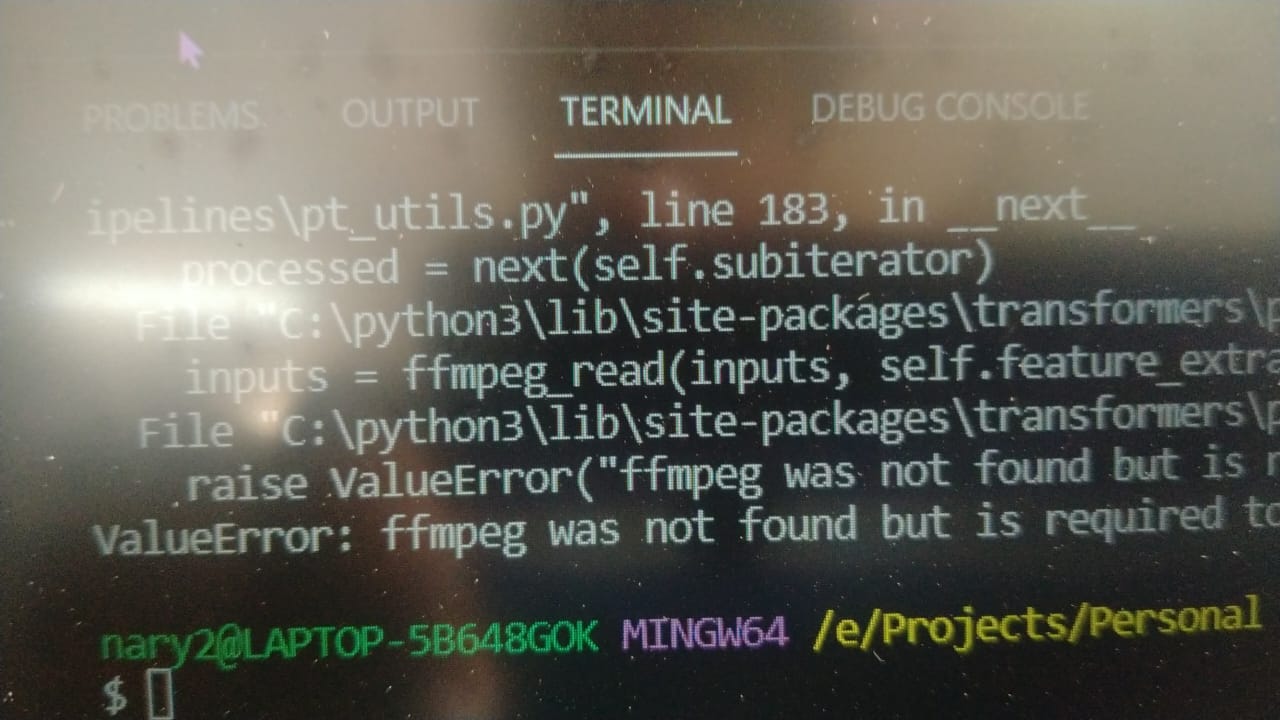 PROBLEMS OUTPUT TERMINAL DEBUG CONSOLE
ipelines\pt_utils.py", line 183, in __next__
processed = next(self.subiterator)
File "C:\python3\lib\site-packages\transformers\p
inputs = ffmpeg_read(inputs, self.feature_extra
File "C:\python3\lib\site-packages\transformers\p
raise ValueError("ffmpeg was not found but is r
ValueError: ffmpeg was not found but is required to
nary2@LAPTOP-5B648GOK MINGW64 /e/Projects/Personal
$